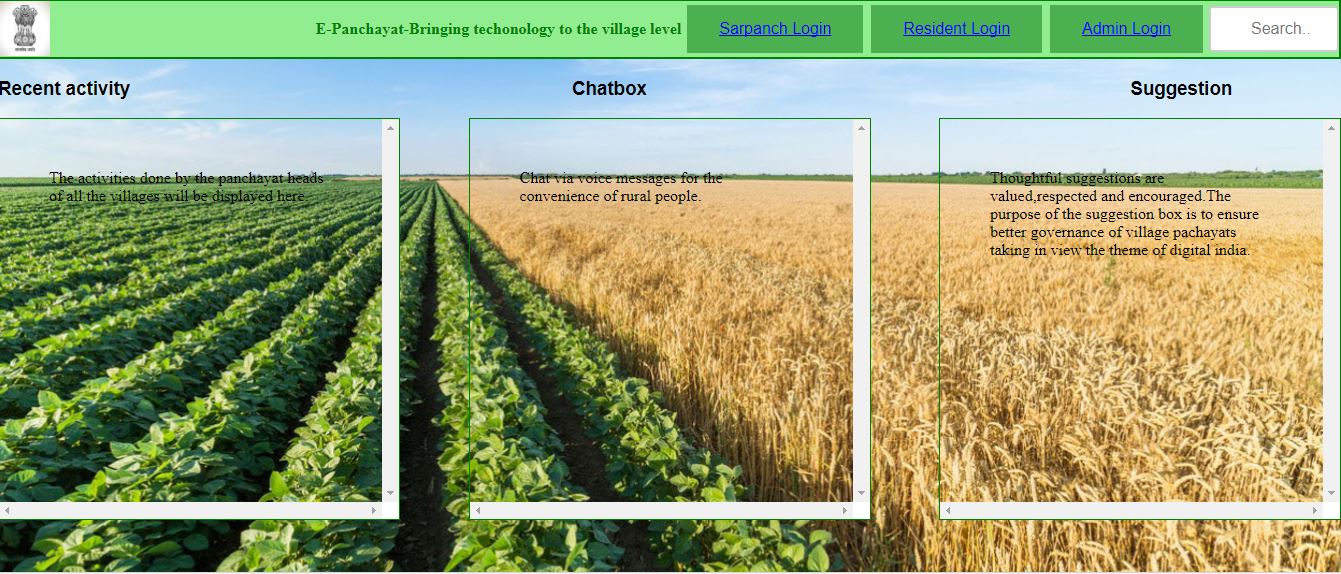 E-Panchayat-Bringing techonology to the village level
Sarpanch Login
Resident Login
Admin Login
Search..
Recent activity
Chatbox
Suggestion
The activities done by the panchayat heads
of all the villages will be displayed here.
Chat via voice messages for the
convenience of rural people.
Thoughtful suggestions are
valued,respected and encouraged.The
purpose of the suggestion box is to ensure
better governance of village pachayats
taking in view the theme of digital india.